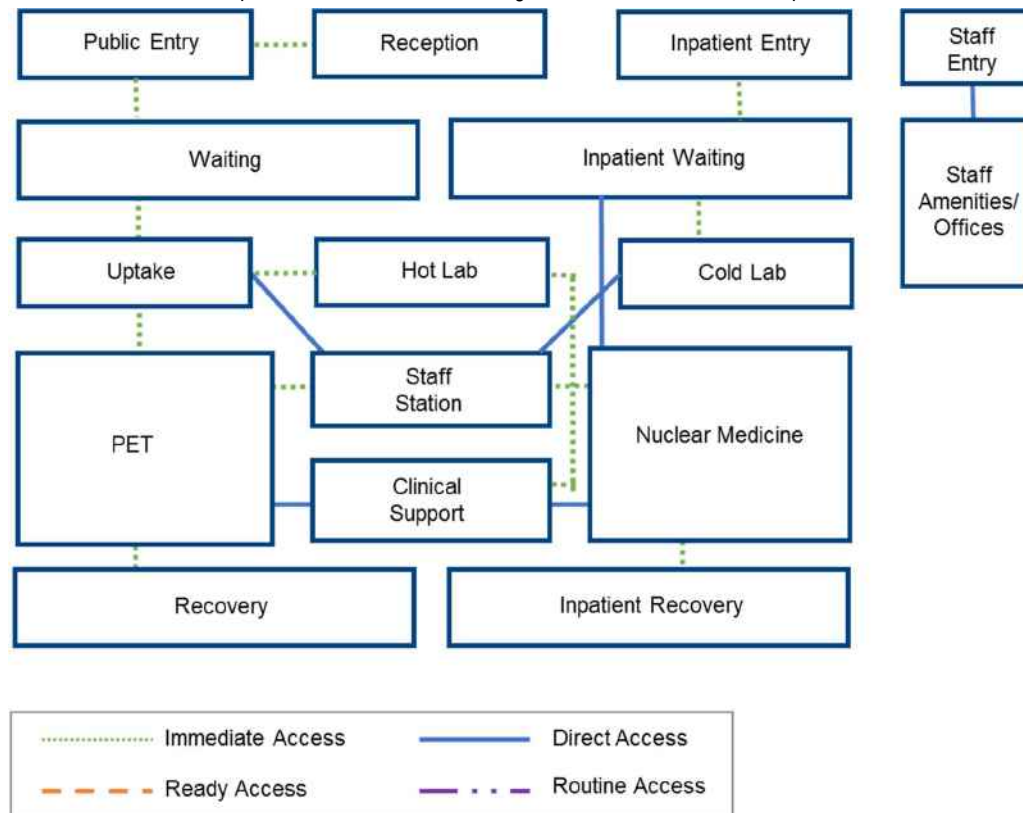 Public Entry
Reception
Inpatient Entry
Staff
Entry
Waiting
Inpatient Waiting
Staff
Amenities/
Offices
Uptake
Hot Lab
Cold Lab
Staff
Station
PET
Nuclear Medicine
Clinical
Support
Recovery
Inpatient Recovery
Immediate Access
Direct Access
Ready Access
Routine Access